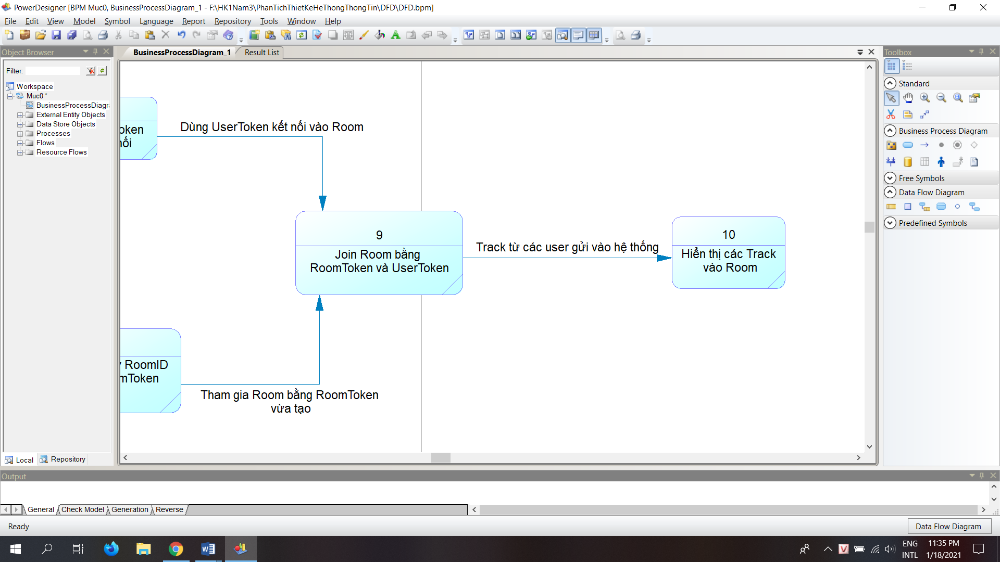 PowerDesigner [BPM Muc0, BusinessProcessDiagram_1 - F:\HK1Nam3\PhanTichThietKeHeThongThongTin\DFD\DFD.bpm]
File Edit View Model Symbol Language Report Repository Tools Window Help
Object Browser
BusinessProcessDiagram_1 Result List
Toolbox
Filter:
Workspace
Muc0 *
BusinessProcessDiagra
External Entity Objects
Data Store Objects
Processes
Flows
Resource Flows
Local Repository
oken
nối
Dùng UserToken kết nối vào Room
9
Join Room bằng
RoomToken và UserToken
Track từ các user gửi vào hệ thống
10
Hiển thị các Track
vào Room
RoomID
mToken
Tham gia Room bằng RoomToken
vừa tạo
Standard
Business Process Diagram
Free Symbols
Data Flow Diagram
Predefined Symbols
Output
General Check Model Generation Reverse
Ready
Data Flow Diagram
ENG
INTL
11:35 PM
1/18/2021